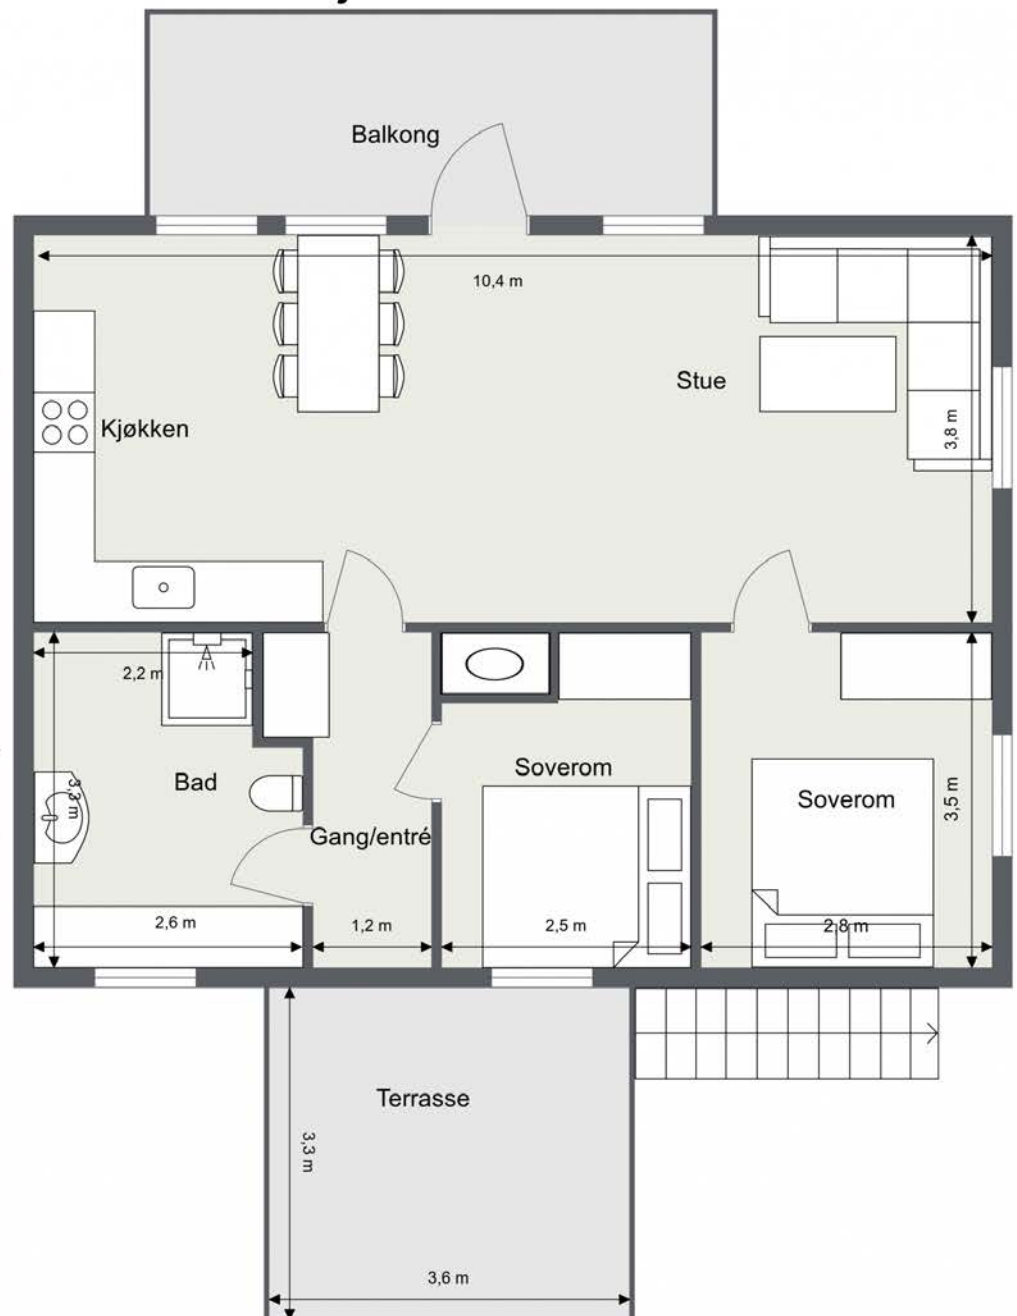 Balkong
10,4 m
Stue
3,8 m
Kjøkken
2,2 m
Bad
3,3 m
Soverom
Soverom
3,5 m
Gang/entré
2,6 m
1,2 m
2,5 m
2,8 m
Terrasse
3,3 m
3,6 m